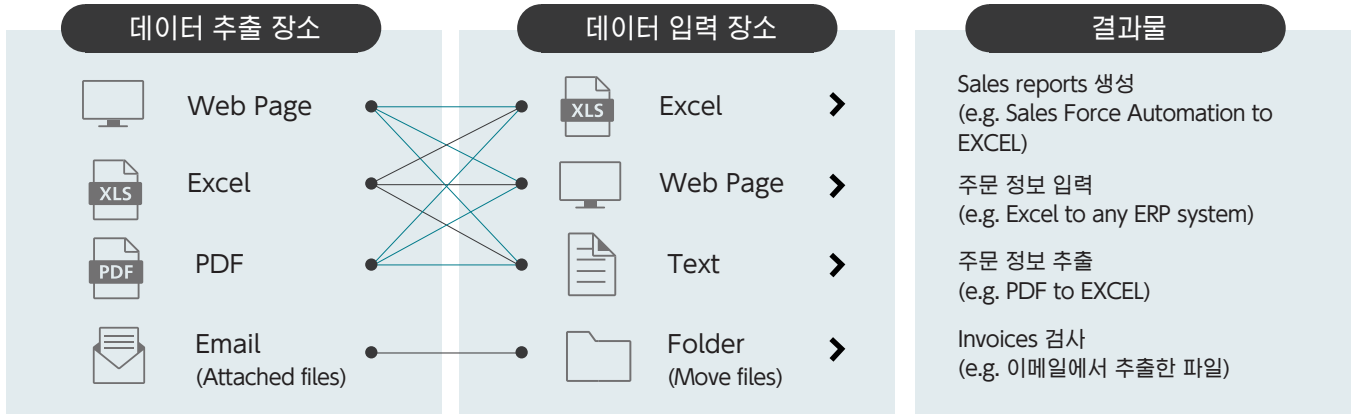 데이터 추출 장소
Web Page
XLS
Excel
PDF
PDF
Email
(Attached files)
데이터 입력 장소
XLS
Excel
Web Page
Text
Folder
(Move files)
결과물
Sales reports 생성
(e.g. Sales Force Automation to
EXCEL)
주문 정보 입력
(e.g. Excel to any ERP system)
주문 정보 추출
(e.g. PDF to EXCEL)
Invoices 검사
(e.g. 이메일에서 추출한 파일)